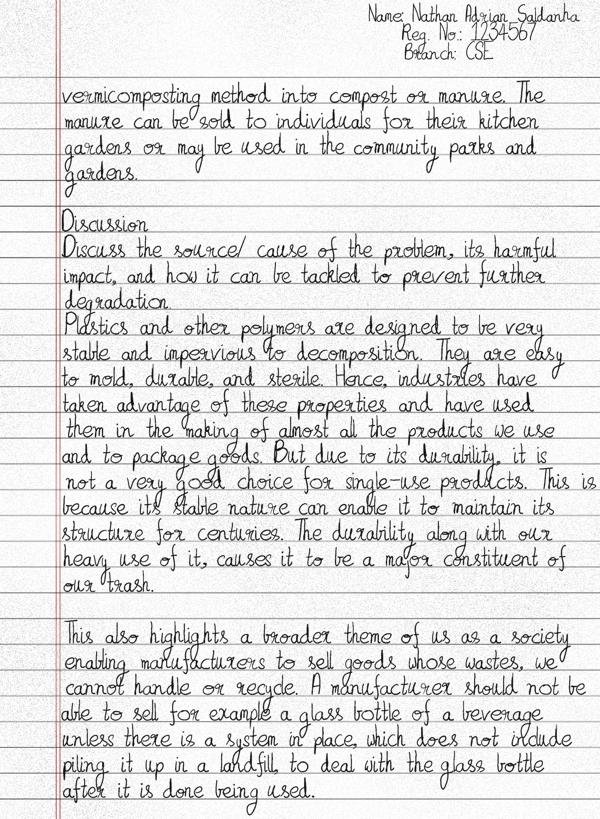 Name: Nathan Adrian Saldanha
Reg. No.: 1234567
Branch: CSE
vermicomposting method into compost or manure. The
manure can be sold to individuals for their kitchen
gardens or may be used in the community parks and
gardens.
Discussion
Discuss the source/ cause of the problem, its harmful
impact, and how it can be tackled to prevent further
degradation.
Plastics and other polymers are designed to be very
stable and impervious to decomposition. They are easy
to mold, durable, and sterile. Hence, industries have
taken advantage of these properties and have used
them in the making of almost all the products we use
and to package goods. But due to its durability, it is
not a very good choice for single-use products. This is
because its stable nature can enable it to maintain its
structure for centuries. The durability along with our
heavy use of it, causes it to be a major constituent of
our trash.
This also highlights a broader theme of us as a society
enabling manufacturers to sell goods whose wastes, we
cannot handle or recycle. A manufacturer should not be
able to sell for example a glass bottle of a beverage
unless there is a system in place, which does not include
piling it up in a landfill, to deal with the glass bottle
after it is done being used.